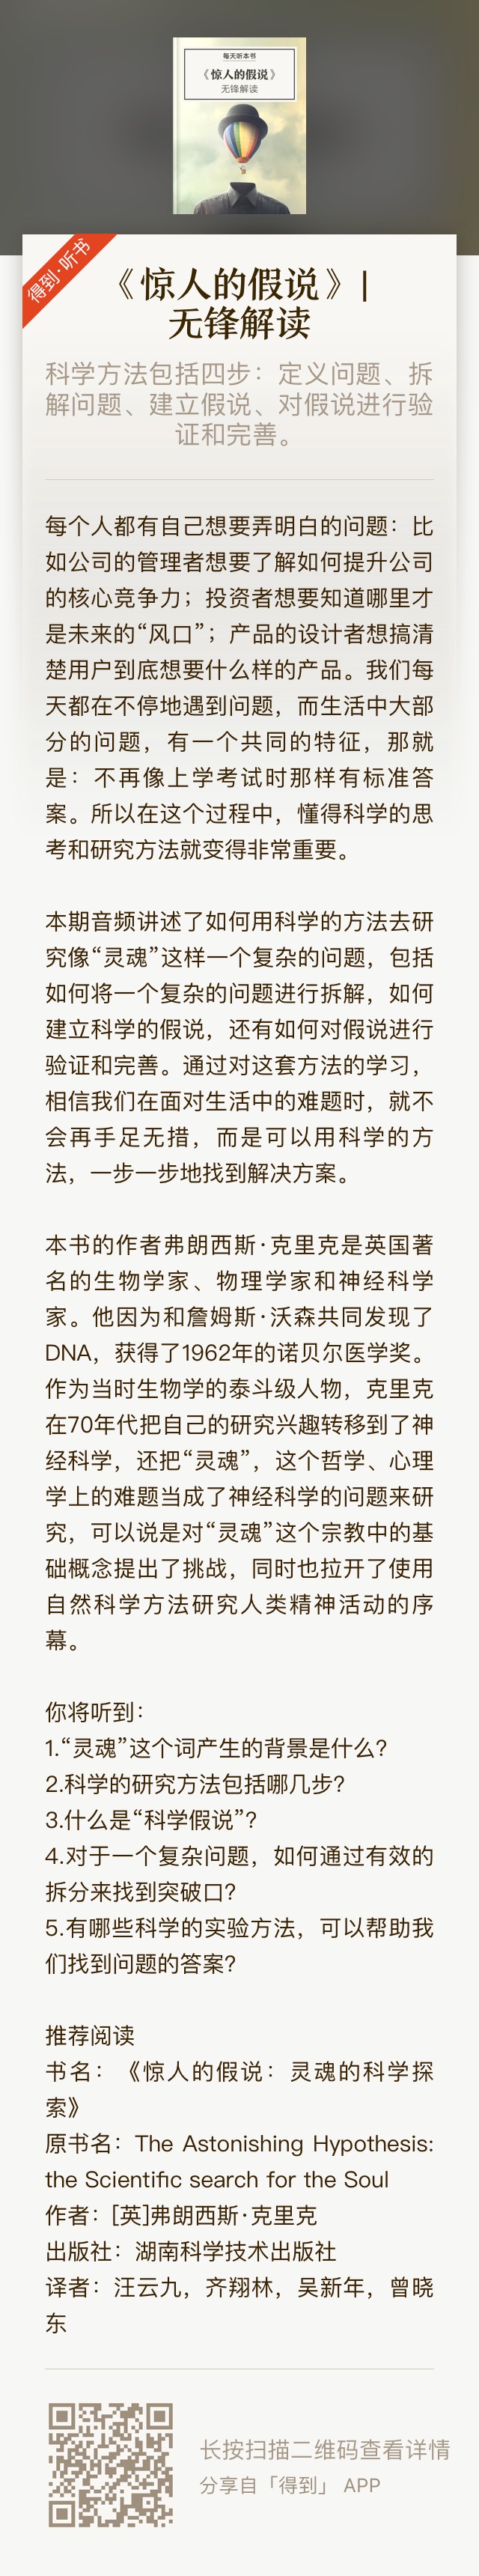 每天听本书
《惊人的假说》
无锋解读
得到·听书
《惊人的假说》|
无锋解读
科学方法包括四步：定义问题、拆
解问题、建立假说、对假说进行验
证和完善。
每个人都有自己想要弄明白的问题：比
如公司的管理者想要了解如何提升公司
的核心竞争力；投资者想要知道哪里才
是未来的“风口”；产品的设计者想搞清
楚用户到底想要什么样的产品。我们每
天都在不停地遇到问题，而生活中大部
分的问题，有一个共同的特征，那就
是：不再像上学考试时那样有标准答
案。所以在这个过程中，懂得科学的思
考和研究方法就变得非常重要。
本期音频讲述了如何用科学的方法去研
究像“灵魂”这样一个复杂的问题，包括
如何将一个复杂的问题进行拆解，如何
建立科学的假说，还有如何对假说进行
验证和完善。通过对这套方法的学习，
相信我们在面对生活中的难题时，就不
会再手足无措，而是可以用科学的方
法，一步一步地找到解决方案。
本书的作者弗朗西斯·克里克是英国著
名的生物学家、物理学家和神经科学
家。他因为和詹姆斯·沃森共同发现了
DNA，获得了1962年的诺贝尔医学奖。
作为当时生物学的泰斗级人物，克里克
在70年代把自己的研究兴趣转移到了神
经科学，还把“灵魂”，这个哲学、心理
学上的难题当成了神经科学的问题来研
究，可以说是对“灵魂”这个宗教中的基
础概念提出了挑战，同时也拉开了使用
自然科学方法研究人类精神活动的序
幕。
你将听到：
1.“灵魂”这个词产生的背景是什么？
2.科学的研究方法包括哪几步？
3.什么是“科学假说”？
4.对于一个复杂问题，如何通过有效的
拆分来找到突破口？
5.有哪些科学的实验方法，可以帮助我
们找到问题的答案？
推荐阅读
书名：《惊人的假说：灵魂的科学探
索》
原书名：The Astonishing Hypothesis:
the Scientific search for the Soul
作者：[英]弗朗西斯·克里克
出版社：湖南科学技术出版社
译者：汪云九，齐翔林，吴新年，曾晓
东
长按扫描二维码查看详情
分享自「得到」 APP